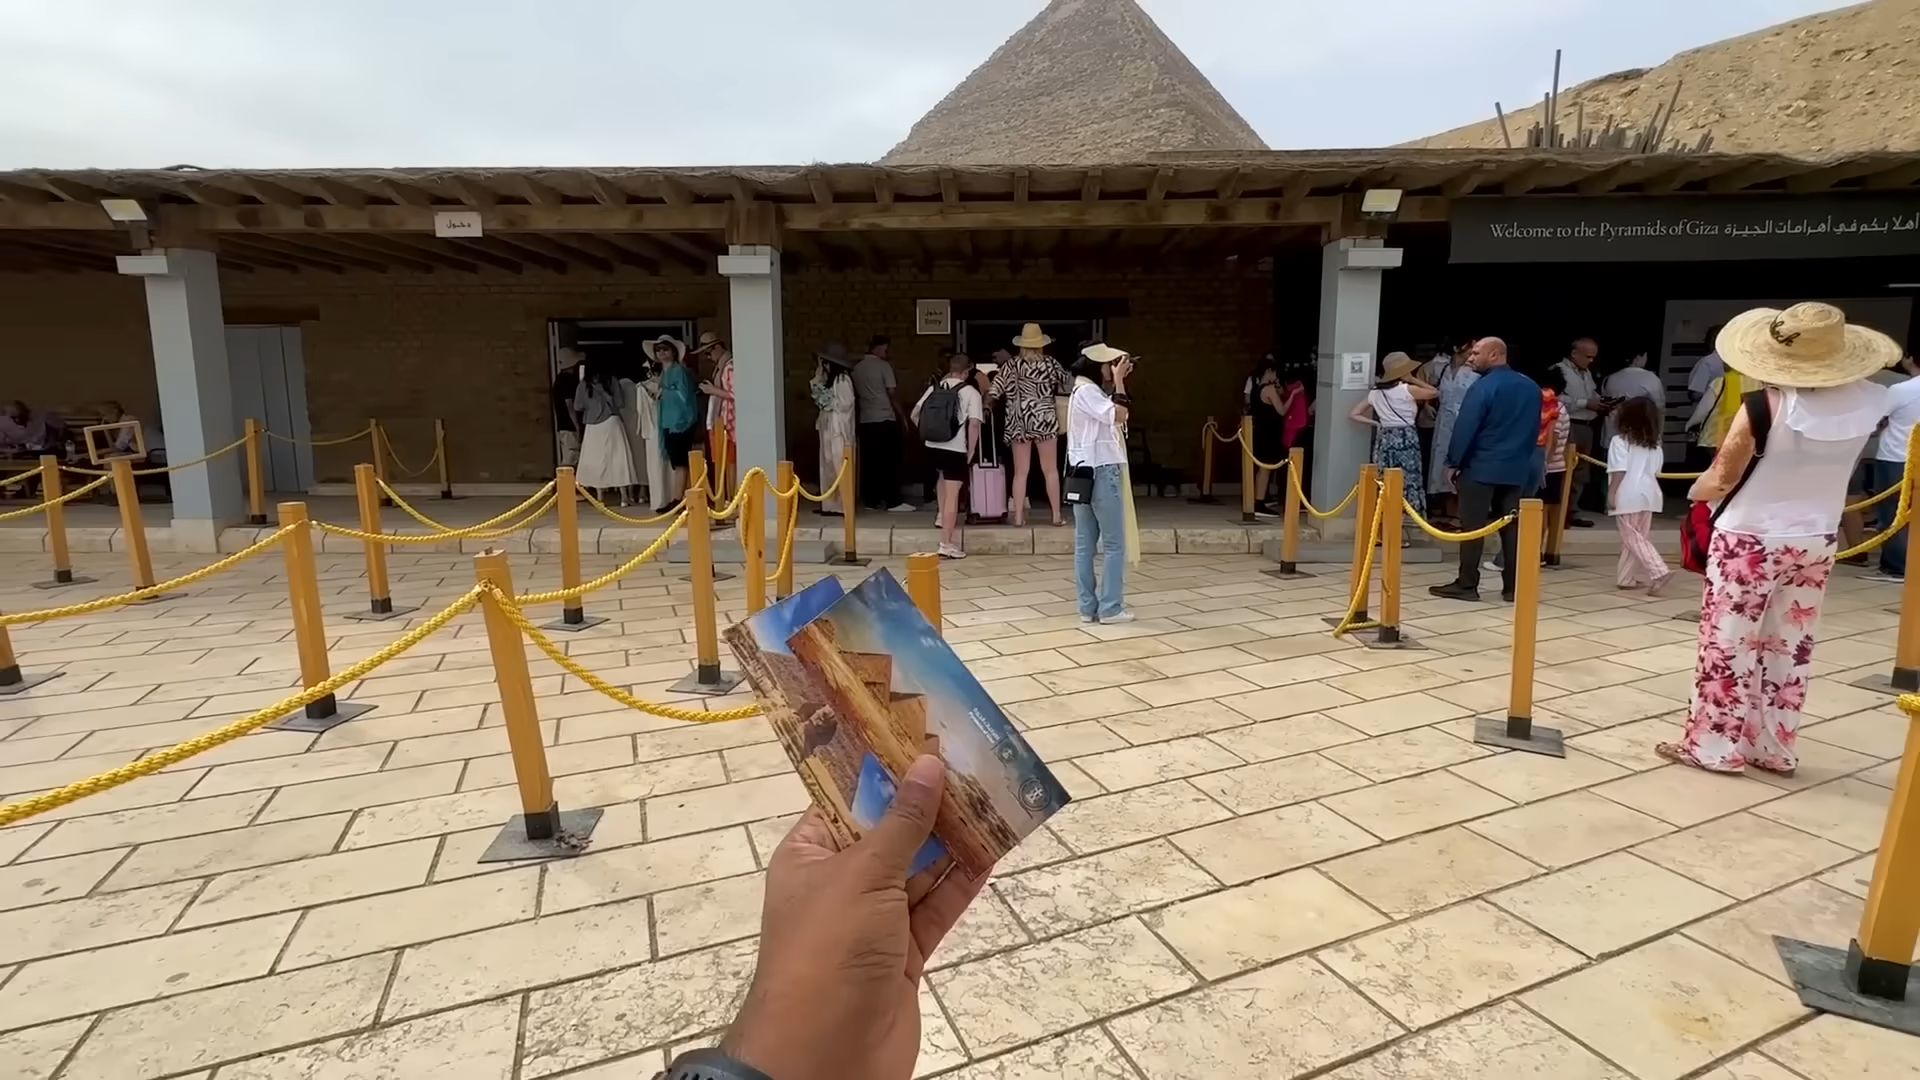 دخول
دخول
Entry
Welcome to the Pyramids of Giza أهلا بكم في أهرامات الجيزة